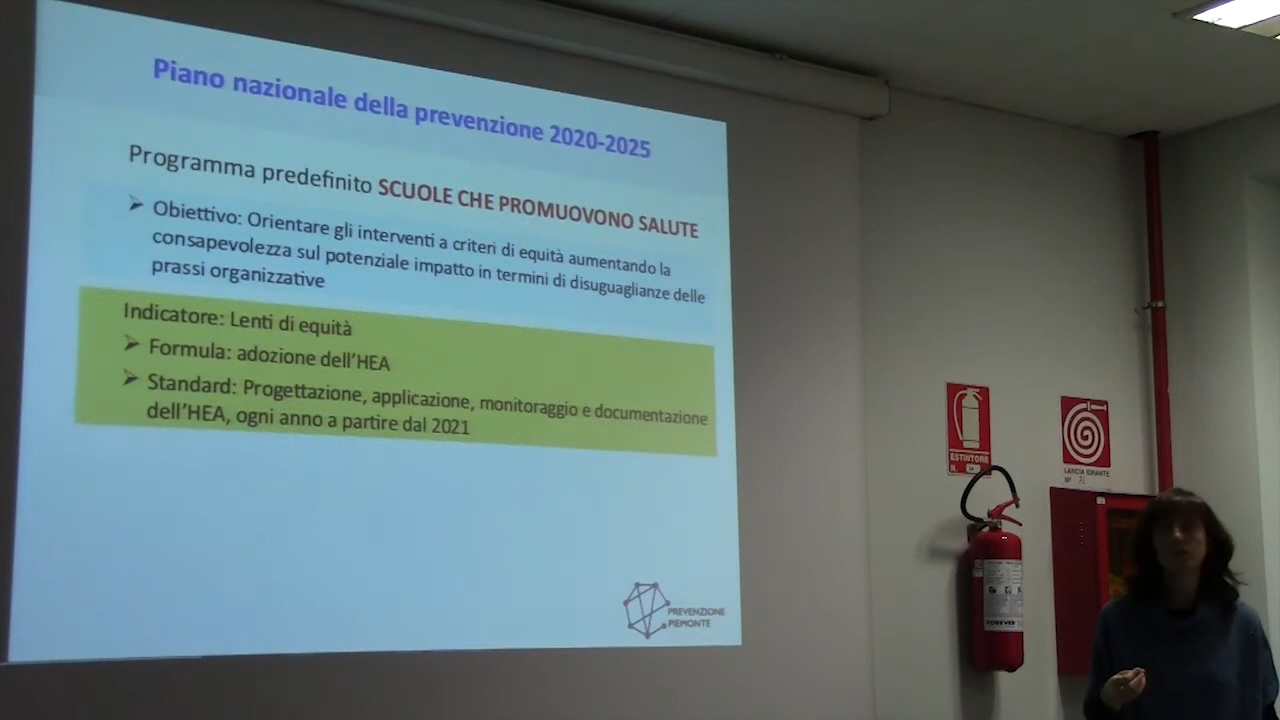 Piano nazionale della prevenzione 2020-2025
Programma predefinito SCUOLE CHE PROMUOVONO SALUTE
➢ Obiettivo: Orientare gli interventi a criteri di equità aumentando la
consapevolezza sul potenziale impatto in termini di disuguaglianze delle
prassi organizzative
Indicatore: Lenti di equità
➢ Formula: adozione dell'HEA
➢ Standard: Progettazione, applicazione, monitoraggio e documentazione
dell'HEA, ogni anno a partire dal 2021
PREVENZIONE
PIEMONTE
ESTINTORE
N.
LANCIA IDRANTE
N°
FOREVER